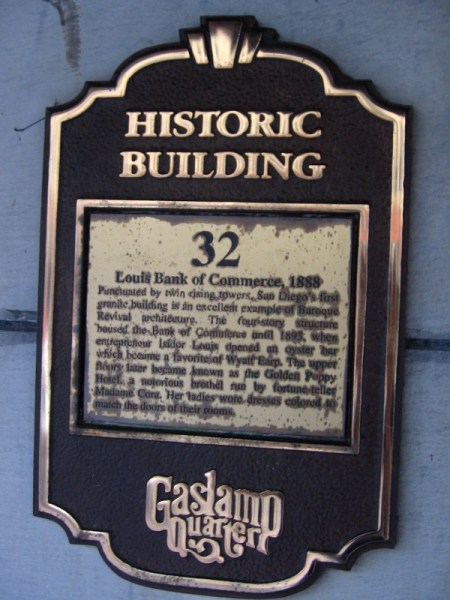 HISTORIC
BUILDING
32
Louis Bank of Commerce, 1888
Punctuated by twin rising towers, San Diego's first
granite building is an excellent example of Baroque
Revival architecture. The four-story structure
housed the Bank of Commerce until 1893, when
entrepreneur Isidor Louis opened an oyster bar
which became a favorite of Wyatt Earp. The upper
floors later became known as the Golden Poppy
Hotel, a notorious brothel run by fortune-teller
Madame Cora. Her ladies wore dresses colored to
match the doors of their rooms.
Gaslamp
Quarter